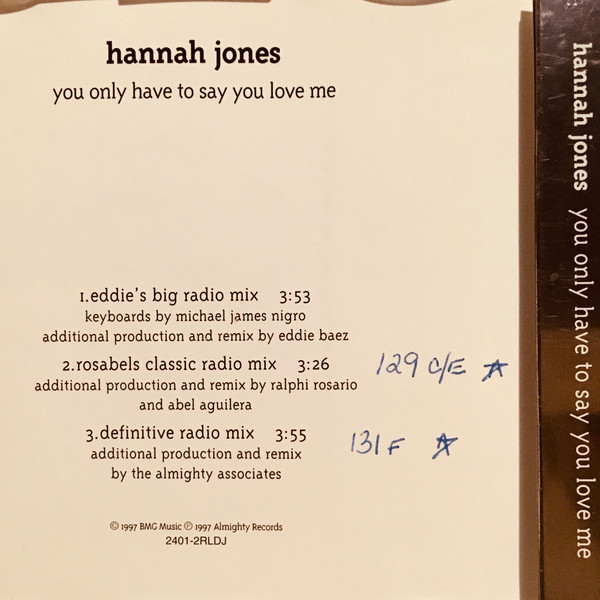 hannah jones
you only have to say you love me
1.eddie's big radio mix 3:53
keyboards by michael james nigro
additional production and remix by eddie baez
2.rosabels classic radio mix 3:26
129 C/E ☆
additional production and remix by ralphi rosario
and abel aguilera
3.definitive radio mix 3:55
131 F ☆
additional production and remix
by the almighty associates
© 1997 BMG Music ℗ 1997 Almighty Records
2401-2RLDJ
hannah jones you only have to say you love me